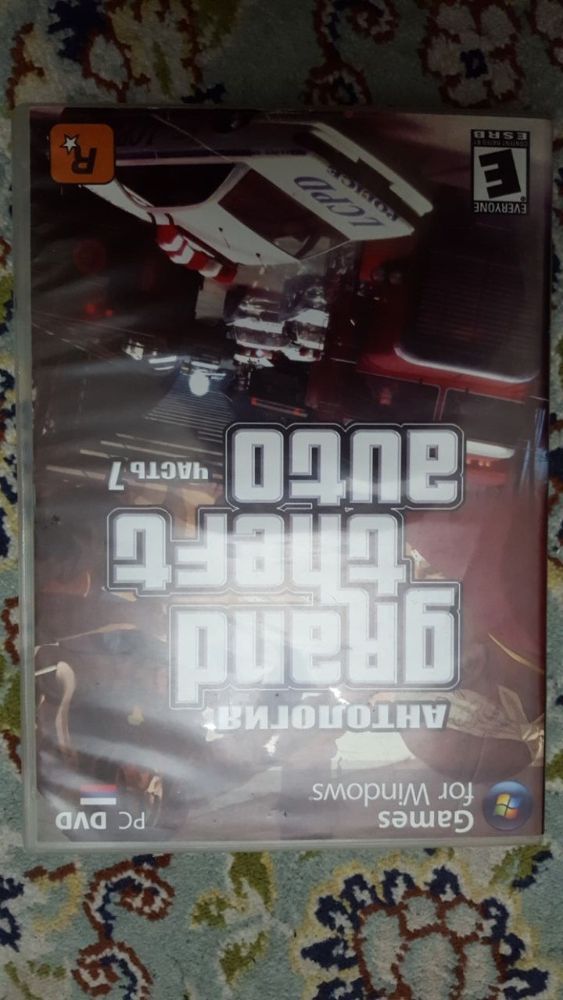 Games
for Windows
PC DVD
АНТОЛОГИЯ
grand
theft
auto
ЧАСТЬ 7
LCPD
POLICE
R
E
EVERYONE
CONTENT RATED BY
ESRB